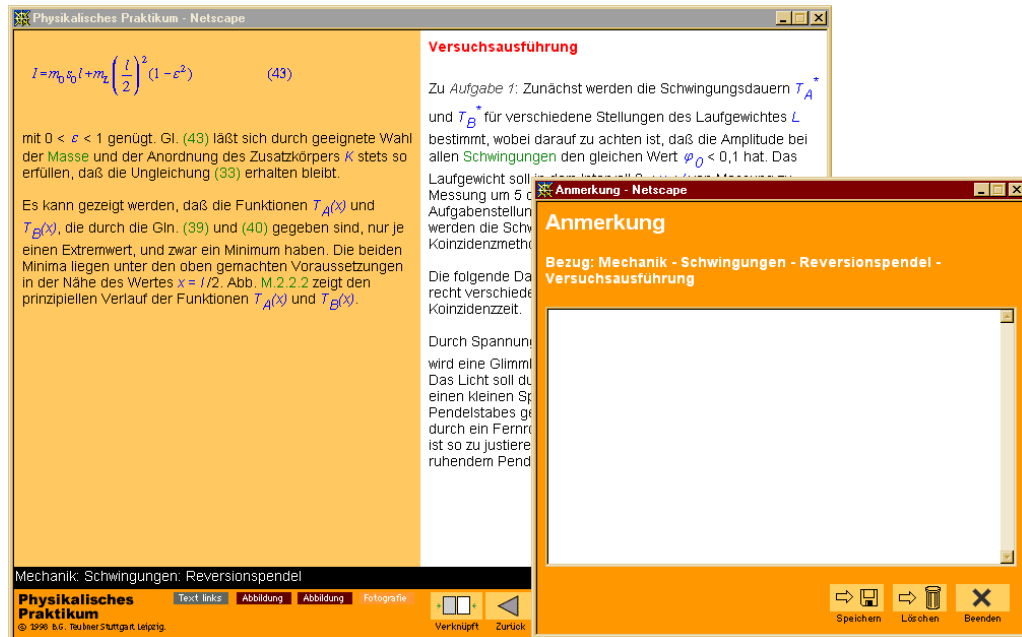 Physikalisches Praktikum - Netscape
I=m₀s₀l+m_Z(l/2)²(1-ε²) (43)
mit 0 < ε < 1 genügt. Gl. (43) läßt sich durch geeignete Wahl
der Masse und der Anordnung des Zusatzkörpers K stets so
erfüllen, daß die Ungleichung (33) erhalten bleibt.
Es kann gezeigt werden, daß die Funktionen T_A(x) und
T_B(x), die durch die Gln. (39) und (40) gegeben sind, nur je
einen Extremwert, und zwar ein Minimum haben. Die beiden
Minima liegen unter den oben gemachten Voraussetzungen
in der Nähe des Wertes x = l/2. Abb. M.2.2.2 zeigt den
prinzipiellen Verlauf der Funktionen T_A(x) und T_B(x).
Versuchsausführung
Zu Aufgabe 1: Zunächst werden die Schwingungsdauern T_A*
und T_B* für verschiedene Stellungen des Laufgewichtes L
bestimmt, wobei darauf zu achten ist, daß die Amplitude bei
allen Schwingungen den gleichen Wert φ₀ < 0,1 hat. Das
Laufgewicht soll
Messung um 5
Aufgabenstellun
werden die Schw
Koinzidenzmeth
Die folgende Da
recht verschiede
Koinzidenzzeit.
Durch Spannun
wird eine Glimml
Das Licht soll du
einen kleinen Sp
Pendelstabes ge
durch ein Fernr
ist so zu justiere
ruhendem Pend
Mechanik: Schwingungen: Reversionspendel
Physikalisches
Praktikum
© 1998 B.G. Teubner Stuttgart Leipzig.
Text links Abbildung Abbildung Fotografie
Verknüpft Zurück
Anmerkung - Netscape
Anmerkung
Bezug: Mechanik - Schwingungen - Reversionspendel -
Versuchsausführung
Speichern Löschen Beenden